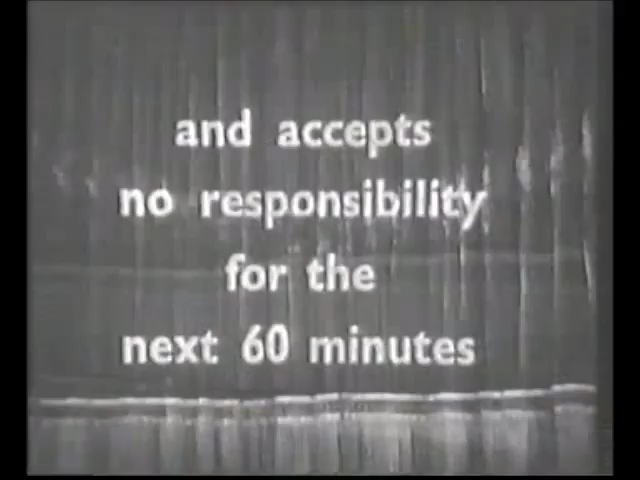 and accepts
no responsibility
for the
next 60 minutes